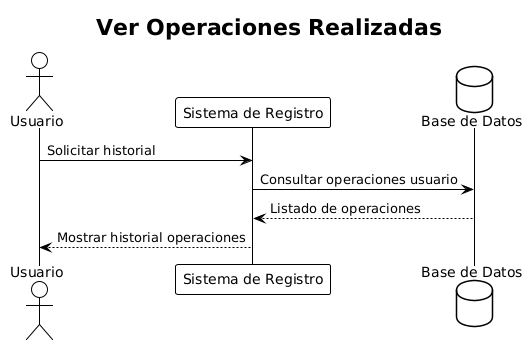 Ver Operaciones Realizadas
Usuario
Sistema de Registro
Base de Datos
Solicitar historial
Consultar operaciones usuario
Listado de operaciones
Mostrar historial operaciones
Usuario
Sistema de Registro
Base de Datos